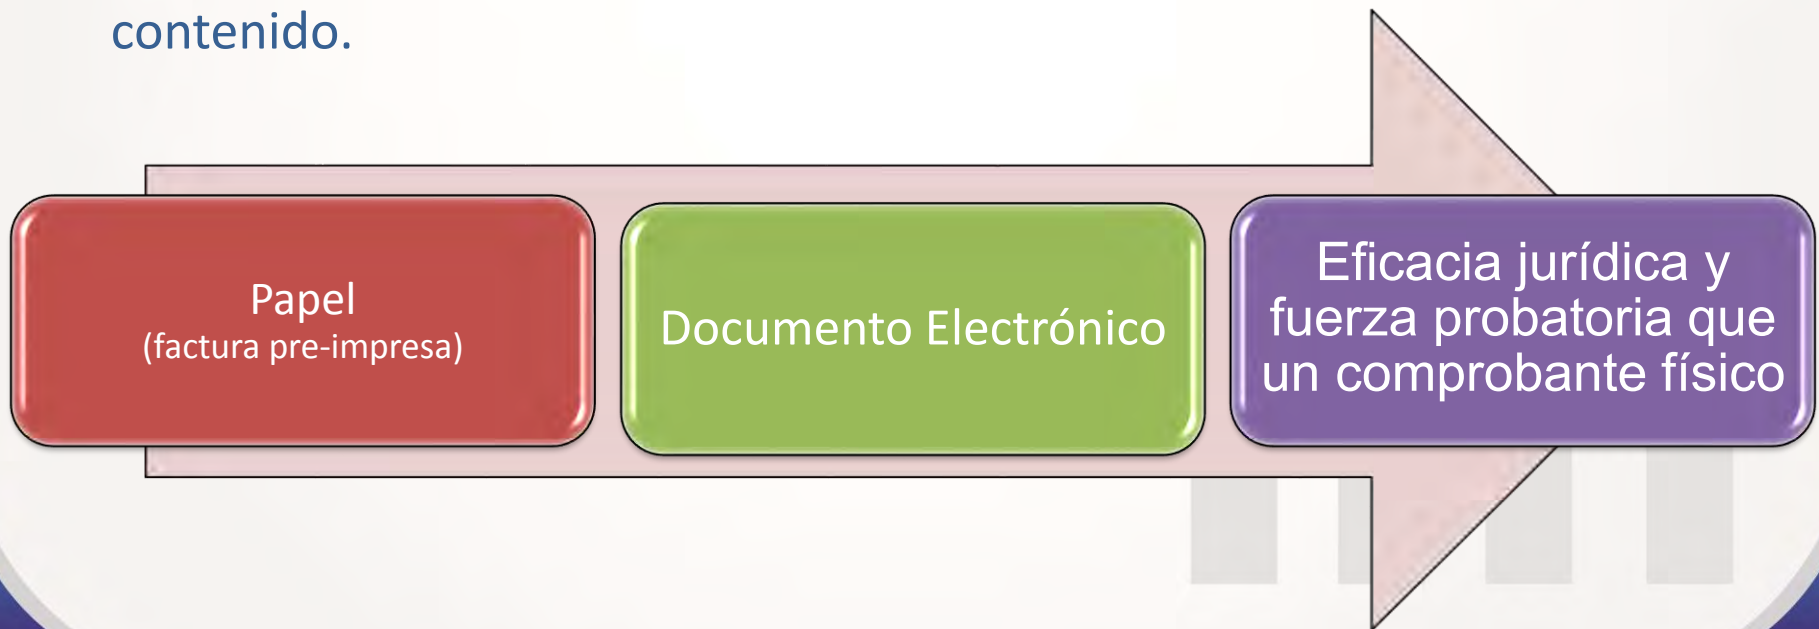 contenido.
Papel
(factura pre-impresa)
Documento Electrónico
Eficacia jurídica y
fuerza probatoria que
un comprobante físico